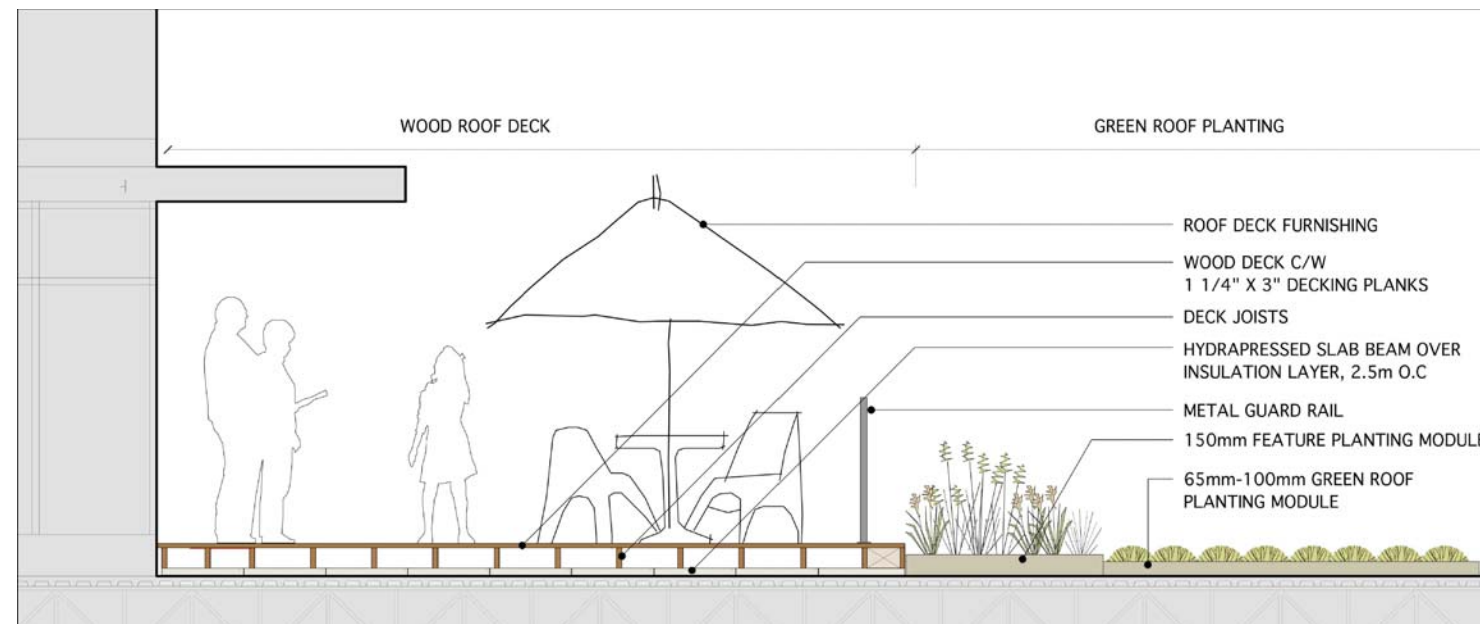 WOOD ROOF DECK
GREEN ROOF PLANTING
ROOF DECK FURNISHING
WOOD DECK C/W
1 1/4" X 3" DECKING PLANKS
DECK JOISTS
HYDRAPRESSED SLAB BEAM OVER
INSULATION LAYER, 2.5m O.C
METAL GUARD RAIL
150mm FEATURE PLANTING MODULE
65mm-100mm GREEN ROOF
PLANTING MODULE